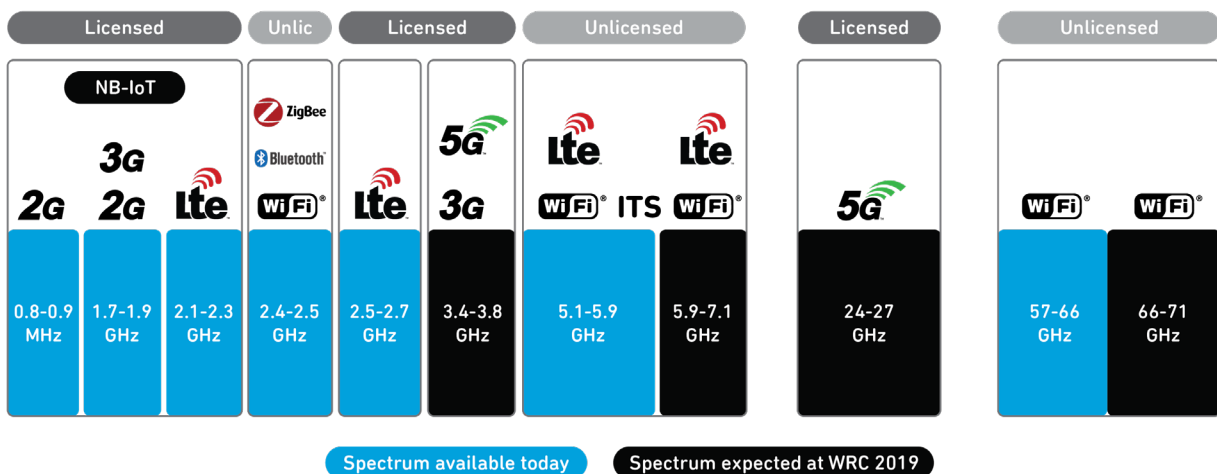 Licensed
Unlic
Licensed
Unlicensed
Licensed
Unlicensed
NB-IoT
2G
3G
2G
Lte
ZigBee
Bluetooth™
WiFi®
Lte
5G
3G
Lte
WiFi®
ITS
Lte
WiFi®
5G
WiFi®
WiFi®
0.8-0.9
MHz
1.7-1.9
GHz
2.1-2.3
GHz
2.4-2.5
GHz
2.5-2.7
GHz
3.4-3.8
GHz
5.1-5.9
GHz
5.9-7.1
GHz
24-27
GHz
57-66
GHz
66-71
GHz
Spectrum available today
Spectrum expected at WRC 2019